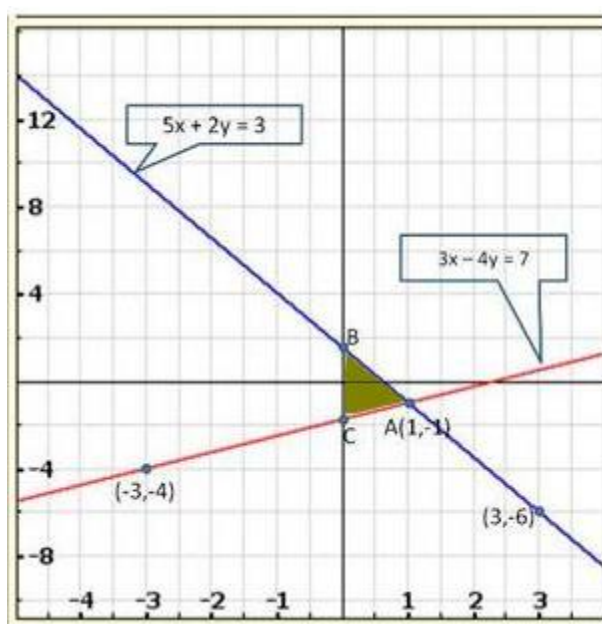 12
5x + 2y = 3
8
3x – 4y = 7
4
B
C
A(1,-1)
-4
(-3,-4)
(3,-6)
-8
-4 -3 -2 -1 1 2 3